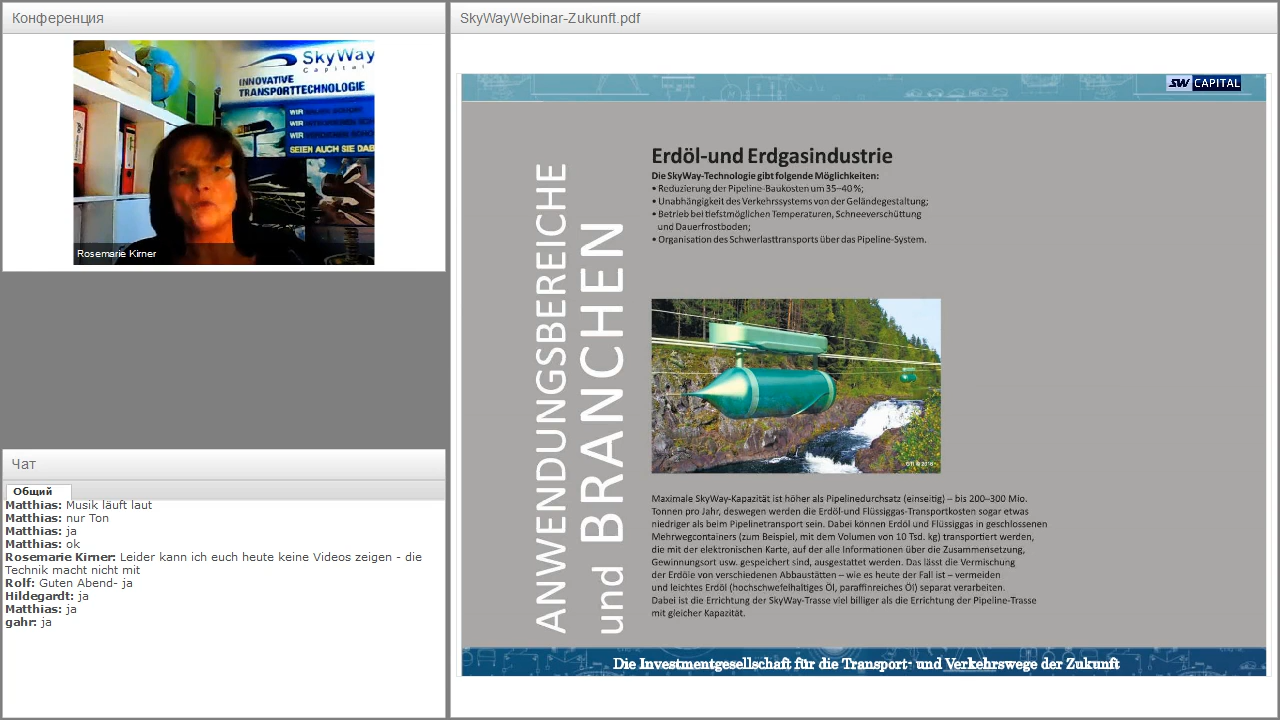 Конференция
SkyWay
Capital
INNOVATIVE
TRANSPORTTECHNOLOGIE
WIR
WIR
WIR
SEIEN AUCH SIE DAB
Rosemarie Kirner
Чат
Общий
Matthias: Musik läuft laut
Matthias: nur Ton
Matthias: ja
Matthias: ok
Rosemarie Kirner: Leider kann ich euch heute keine Videos zeigen - die
Technik macht nicht mit
Rolf: Guten Abend- ja
Hildegardt: ja
Matthias: ja
gahr: ja
SkyWayWebinar-Zukunft.pdf
SW CAPITAL
ANWENDUNGSBEREICHE
und BRANCHEN
Erdöl-und Erdgasindustrie
Die SkyWay-Technologie gibt folgende Möglichkeiten:
• Reduzierung der Pipeline-Baukosten um 35–40 %;
• Unabhängigkeit des Verkehrssystems von der Geländegestaltung;
• Betrieb bei tiefstmöglichen Temperaturen, Schneeverschüttung
und Dauerfrostboden;
• Organisation des Schwerlasttransports über das Pipeline-System.
Maximale SkyWay-Kapazität ist höher als Pipelinedurchsatz (einseitig) – bis 200–300 Mio.
Tonnen pro Jahr, deswegen werden die Erdöl-und Flüssiggas-Transportkosten sogar etwas
niedriger als beim Pipelinetransport sein. Dabei können Erdöl und Flüssiggas in geschlossenen
Mehrwegcontainers (zum Beispiel, mit dem Volumen von 10 Tsd. kg) transportiert werden,
die mit der elektronischen Karte, auf der alle Informationen über die Zusammensetzung,
Gewinnungsort usw. gespeichert sind, ausgestattet werden. Das lässt die Vermischung
der Erdöle von verschiedenen Abbaustätten – wie es heute der Fall ist – vermeiden
und leichtes Erdöl (hochschwefelhaltiges Öl, paraffinreiches Öl) separat verarbeiten.
Dabei ist die Errichtung der SkyWay-Trasse viel billiger als die Errichtung der Pipeline-Trasse
mit gleicher Kapazität.
Die Investmentgesellschaft für die Transport- und Verkehrswege der Zukunft